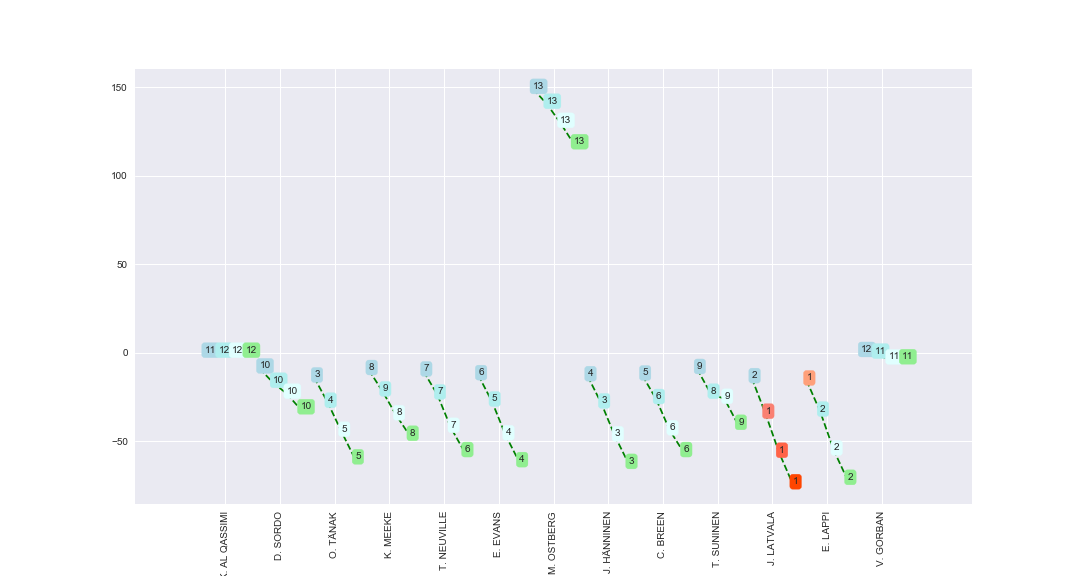 150
100
50
0
−50
11 12 12 12
10 10 10 10
3 4 5 5
8 9 8 8
7 7 7 6
6 5 4 4
13 13 13 13
4 3 3 3
5 6 6 6
9 8 9 9
2 1 1 1
1 2 2 2
12 11 11 11
K. AL QASSIMI
D. SORDO
O. TÄNAK
K. MEEKE
T. NEUVILLE
E. EVANS
M. OSTBERG
J. HÄNNINEN
C. BREEN
T. SUNINEN
J. LATVALA
E. LAPPI
V. GORBAN